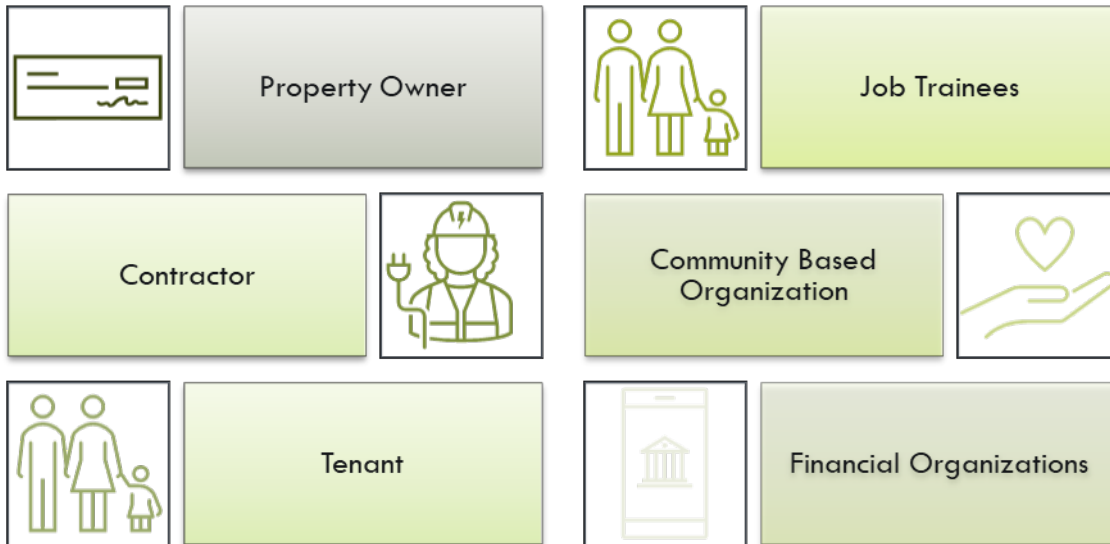 Property Owner
Job Trainees
Contractor
Community Based
Organization
Tenant
Financial Organizations